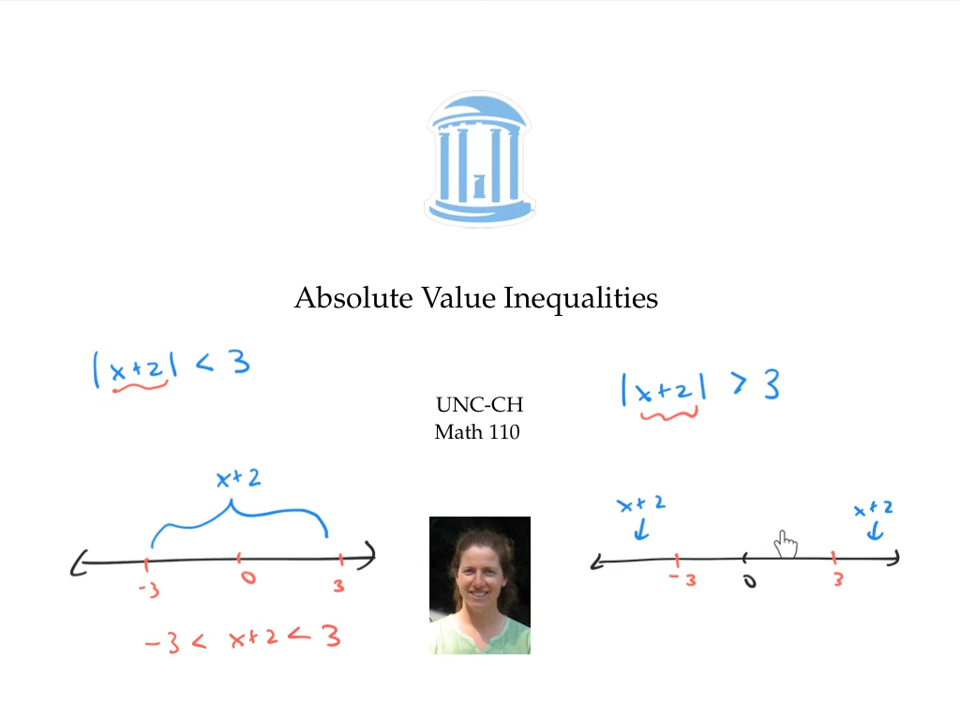 Absolute Value Inequalities
|x+2| < 3
|x+2| > 3
UNC-CH
Math 110
x+2
-3 0 3
-3 < x+2 < 3
x+2 x+2
-3 0 3